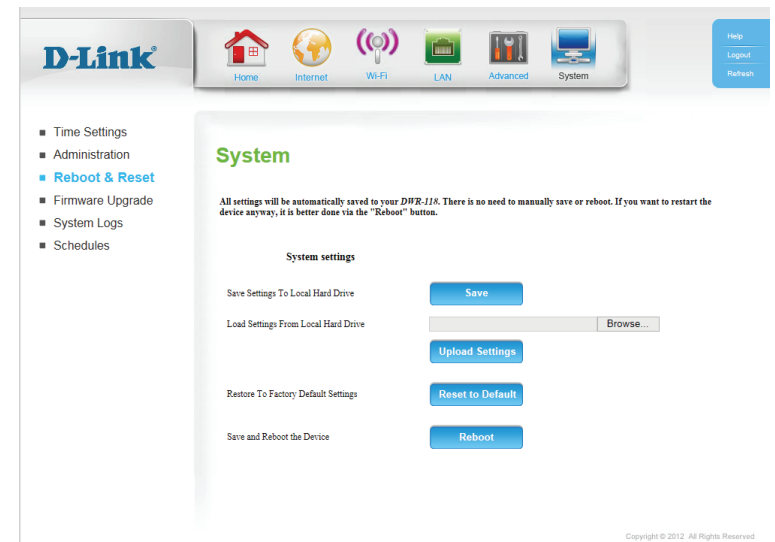 D-Link®
Home
Internet
Wi-Fi
LAN
Advanced
System
Help
Logout
Refresh
Time Settings
Administration
Reboot & Reset
Firmware Upgrade
System Logs
Schedules
System
All settings will be automatically saved to your DWR-118. There is no need to manually save or reboot. If you want to restart the
device anyway, it is better done via the "Reboot" button.
System settings
Save Settings To Local Hard Drive
Save
Load Settings From Local Hard Drive
Browse...
Upload Settings
Restore To Factory Default Settings
Reset to Default
Save and Reboot the Device
Reboot
Copyright © 2012 All Rights Reserved